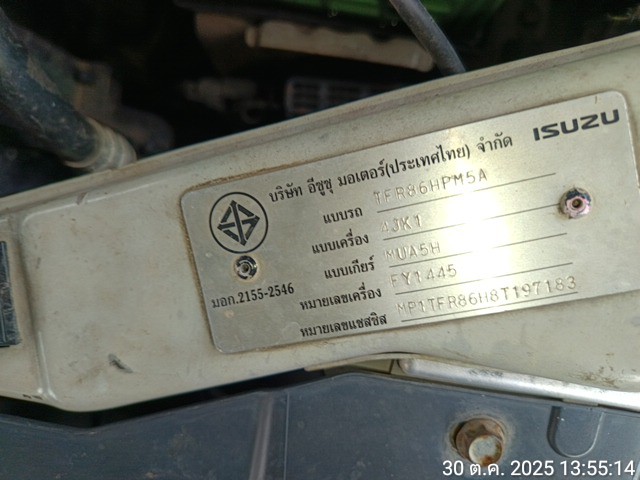 บริษัท อีซูซุ มอเตอร์(ประเทศไทย) จำกัด ISUZU
แบบรถ TFR86HPM5A
แบบเครื่อง 4JK1
แบบเกียร์ MUA5H
มอก.2155-2546
หมายเลขเครื่อง FY1445
หมายเลขแชสซิส MP1TFR86H8T197183
30 ต.ค. 2025 13:55:14